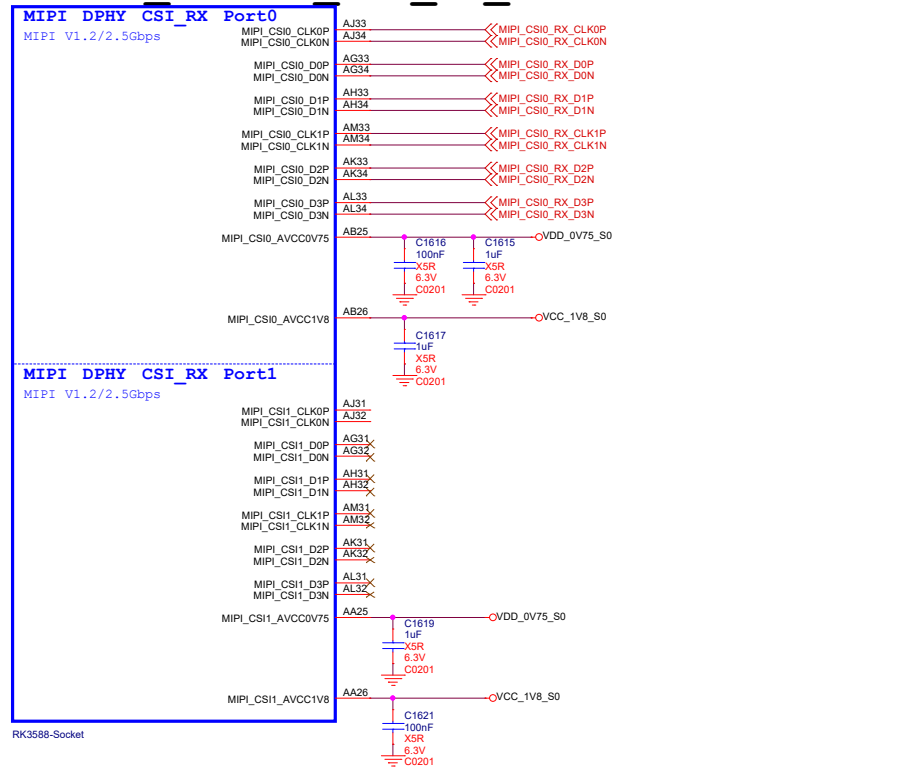 MIPI DPHY CSI_RX Port0
MIPI V1.2/2.5Gbps
MIPI_CSI0_CLK0P AJ33 MIPI_CSI0_RX_CLK0P
MIPI_CSI0_CLK0N AJ34 MIPI_CSI0_RX_CLK0N
MIPI_CSI0_D0P AG33 MIPI_CSI0_RX_D0P
MIPI_CSI0_D0N AG34 MIPI_CSI0_RX_D0N
MIPI_CSI0_D1P AH33 MIPI_CSI0_RX_D1P
MIPI_CSI0_D1N AH34 MIPI_CSI0_RX_D1N
MIPI_CSI0_CLK1P AM33 MIPI_CSI0_RX_CLK1P
MIPI_CSI0_CLK1N AM34 MIPI_CSI0_RX_CLK1N
MIPI_CSI0_D2P AK33 MIPI_CSI0_RX_D2P
MIPI_CSI0_D2N AK34 MIPI_CSI0_RX_D2N
MIPI_CSI0_D3P AL33 MIPI_CSI0_RX_D3P
MIPI_CSI0_D3N AL34 MIPI_CSI0_RX_D3N
MIPI_CSI0_AVCC0V75 AB25 VDD_0V75_S0
C1616 C1615
100nF 1uF
X5R X5R
6.3V 6.3V
C0201 C0201
MIPI_CSI0_AVCC1V8 AB26 VCC_1V8_S0
C1617
1uF
X5R
6.3V
C0201
MIPI DPHY CSI_RX Port1
MIPI V1.2/2.5Gbps
MIPI_CSI1_CLK0P AJ31
MIPI_CSI1_CLK0N AJ32
MIPI_CSI1_D0P AG31
MIPI_CSI1_D0N AG32
MIPI_CSI1_D1P AH31
MIPI_CSI1_D1N AH32
MIPI_CSI1_CLK1P AM31
MIPI_CSI1_CLK1N AM32
MIPI_CSI1_D2P AK31
MIPI_CSI1_D2N AK32
MIPI_CSI1_D3P AL31
MIPI_CSI1_D3N AL32
MIPI_CSI1_AVCC0V75 AA25 VDD_0V75_S0
C1619
1uF
X5R
6.3V
C0201
MIPI_CSI1_AVCC1V8 AA26 VCC_1V8_S0
C1621
100nF
X5R
6.3V
C0201
RK3588-Socket